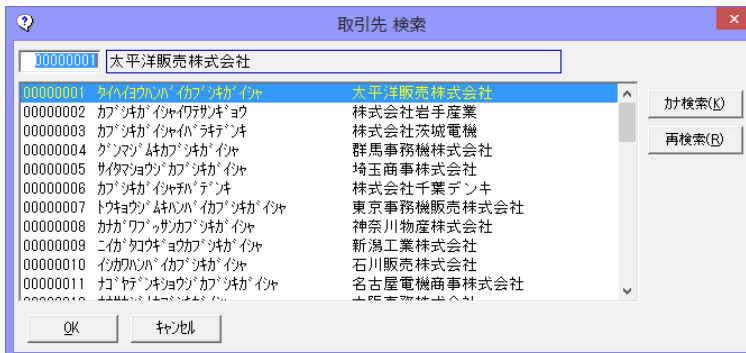 取引先 検索
00000001 太平洋販売株式会社
00000001 ﾀｲﾍｲﾖｳﾊﾝﾊﾞｲｶﾌﾞｼｷｶﾞｲｼｬ 太平洋販売株式会社
00000002 ｶﾌﾞｼｷｶﾞｲｼｬｲﾜﾃｻﾝｷﾞｮｳ 株式会社岩手産業
00000003 ｶﾌﾞｼｷｶﾞｲｼｬｲﾊﾞﾗｷﾃﾞﾝｷ 株式会社茨城電機
00000004 ｸﾞﾝﾏｼﾞﾑｷｶﾌﾞｼｷｶﾞｲｼｬ 群馬事務機株式会社
00000005 ｻｲﾀﾏｼｮｳｼﾞｶﾌﾞｼｷｶﾞｲｼｬ 埼玉商事株式会社
00000006 ｶﾌﾞｼｷｶﾞｲｼｬﾁﾊﾞﾃﾞﾝｷ 株式会社千葉デンキ
00000007 ﾄｳｷｮｳｼﾞﾑｷﾊﾝﾊﾞｲｶﾌﾞｼｷｶﾞｲｼｬ 東京事務機販売株式会社
00000008 ｶﾅｶﾞﾜﾌﾞｯｻﾝｶﾌﾞｼｷｶﾞｲｼｬ 神奈川物産株式会社
00000009 ﾆｲｶﾞﾀｺｳｷﾞｮｳｶﾌﾞｼｷｶﾞｲｼｬ 新潟工業株式会社
00000010 ｲｼｶﾜﾊﾝﾊﾞｲｶﾌﾞｼｷｶﾞｲｼｬ 石川販売株式会社
00000011 ﾅｺﾞﾔﾃﾞﾝｷｼｮｳｼﾞｶﾌﾞｼｷｶﾞｲｼｬ 名古屋電機商事株式会社
ｶﾅ検索(K)
再検索(R)
OK
ｷｬﾝｾﾙ